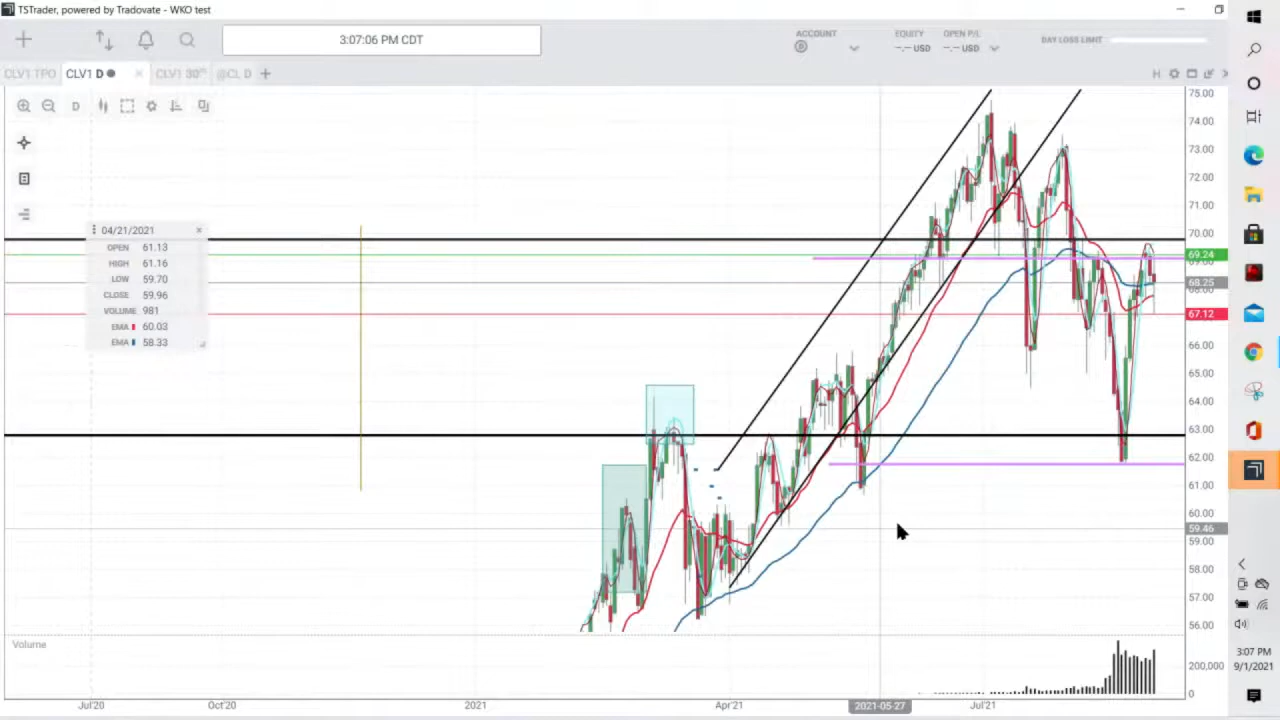 TSTrader, powered by Tradovate - WKO test
3:07:06 PM CDT
ACCOUNT
EQUITY
-.-- USD
OPEN P/L
-.-- USD
DAY LOSS LIMIT
CLV1 TPO
CLV1 D
CLV1 30m
@CL D
H
D
04/21/2021
OPEN 61.13
HIGH 61.16
LOW 59.70
CLOSE 59.96
VOLUME 981
EMA 60.03
EMA 58.33
75.00
74.00
73.00
72.00
71.00
70.00
69.24
68.25
68.00
67.12
66.00
65.00
64.00
63.00
62.00
61.00
60.00
59.46
59.00
58.00
57.00
56.00
Volume
200,000
0
Jul'20
Oct'20
2021
Apr'21
2021-05-27
Jul'21
3:07 PM
9/1/2021